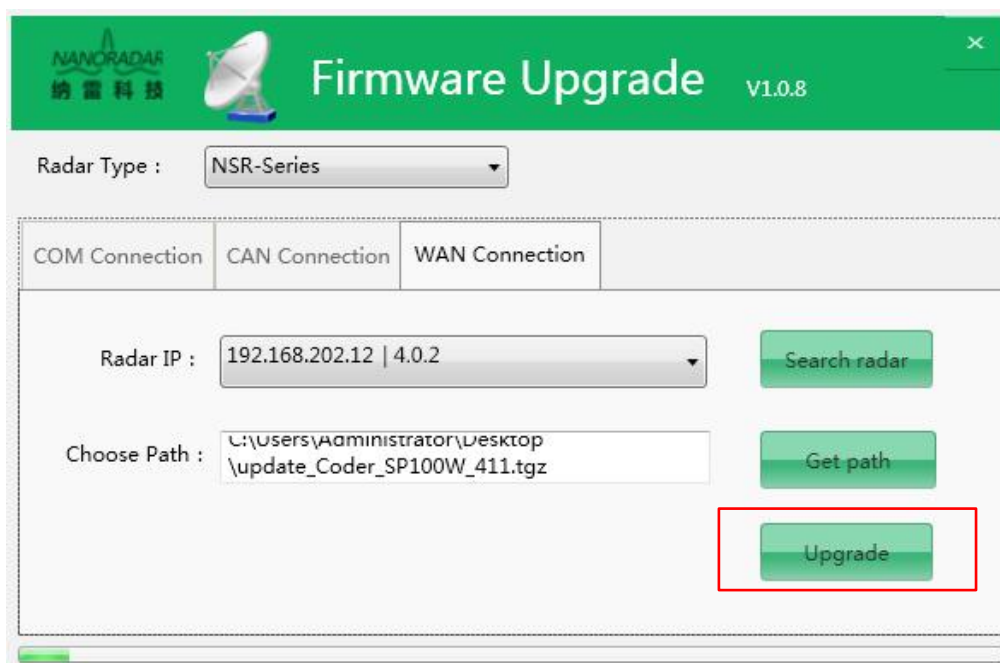 NANORADAR
纳雷科技
Firmware Upgrade V1.0.8
Radar Type :
NSR-Series
COM Connection
CAN Connection
WAN Connection
Radar IP :
192.168.202.12 | 4.0.2
Search radar
Choose Path :
C:\Users\Administrator\Desktop
\update_Coder_SP100W_411.tgz
Get path
Upgrade